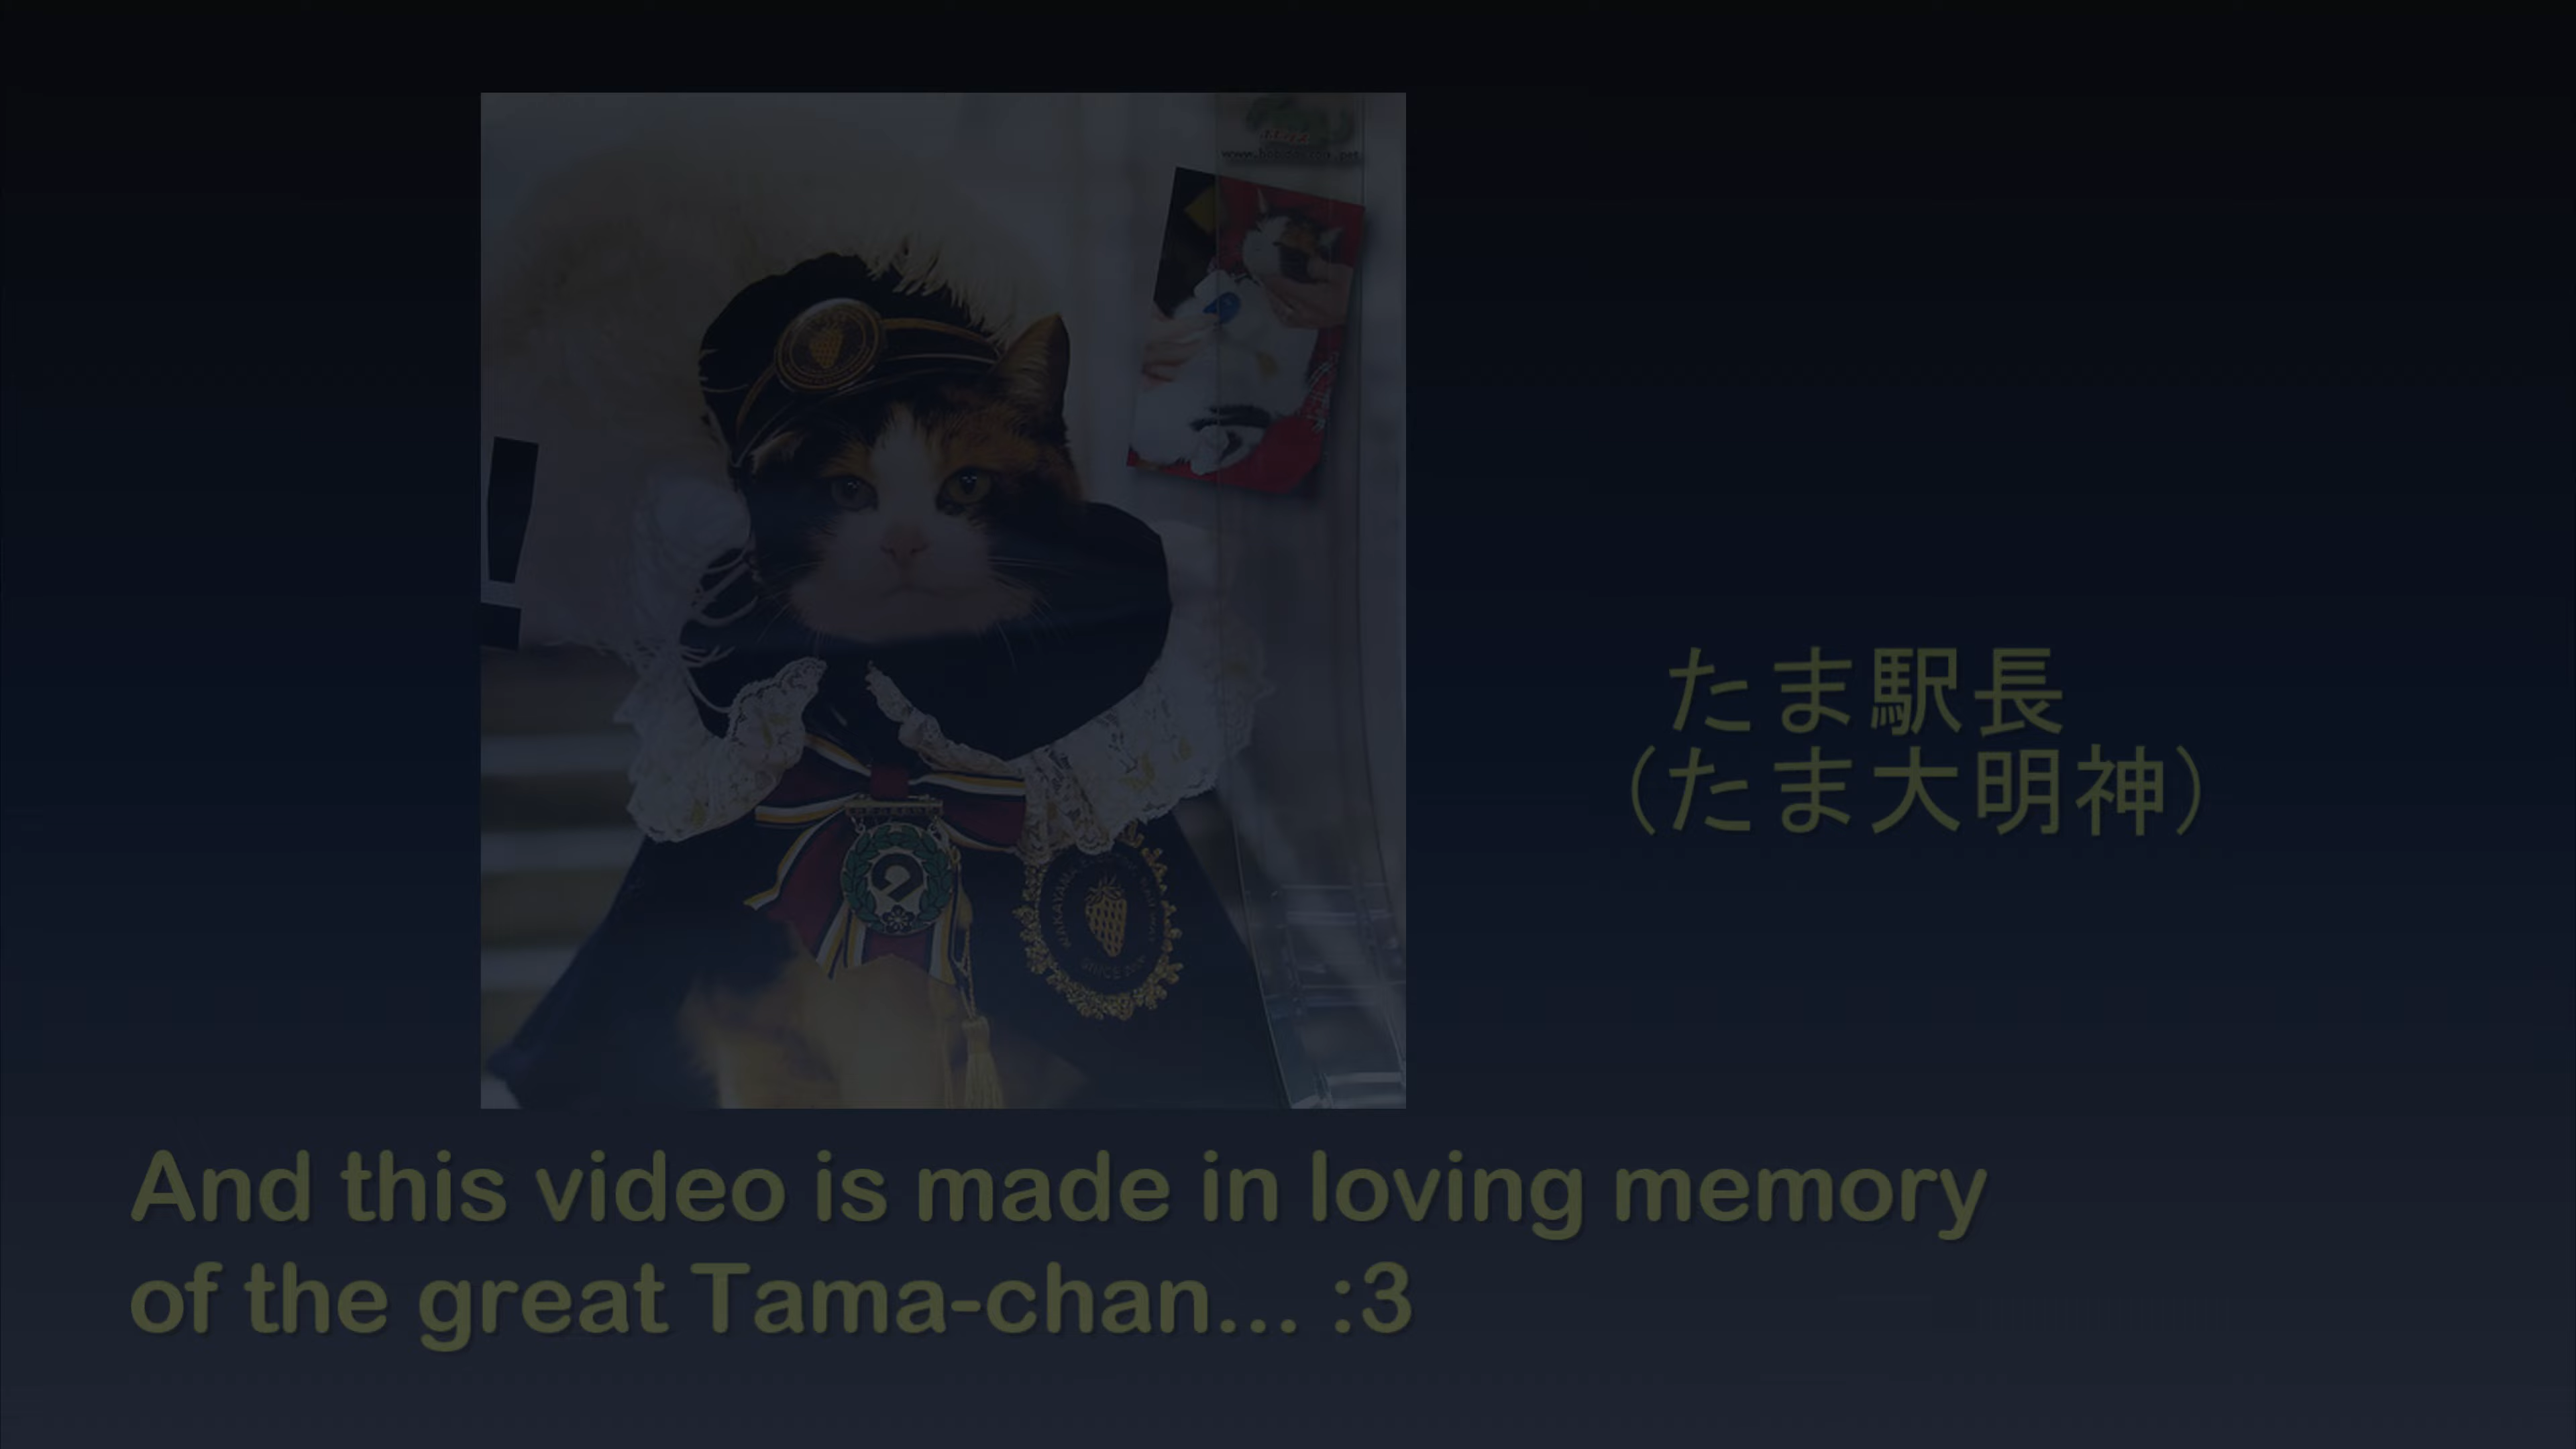 たま駅長
（たま大明神）
And this video is made in loving memory
of the great Tama-chan... :3